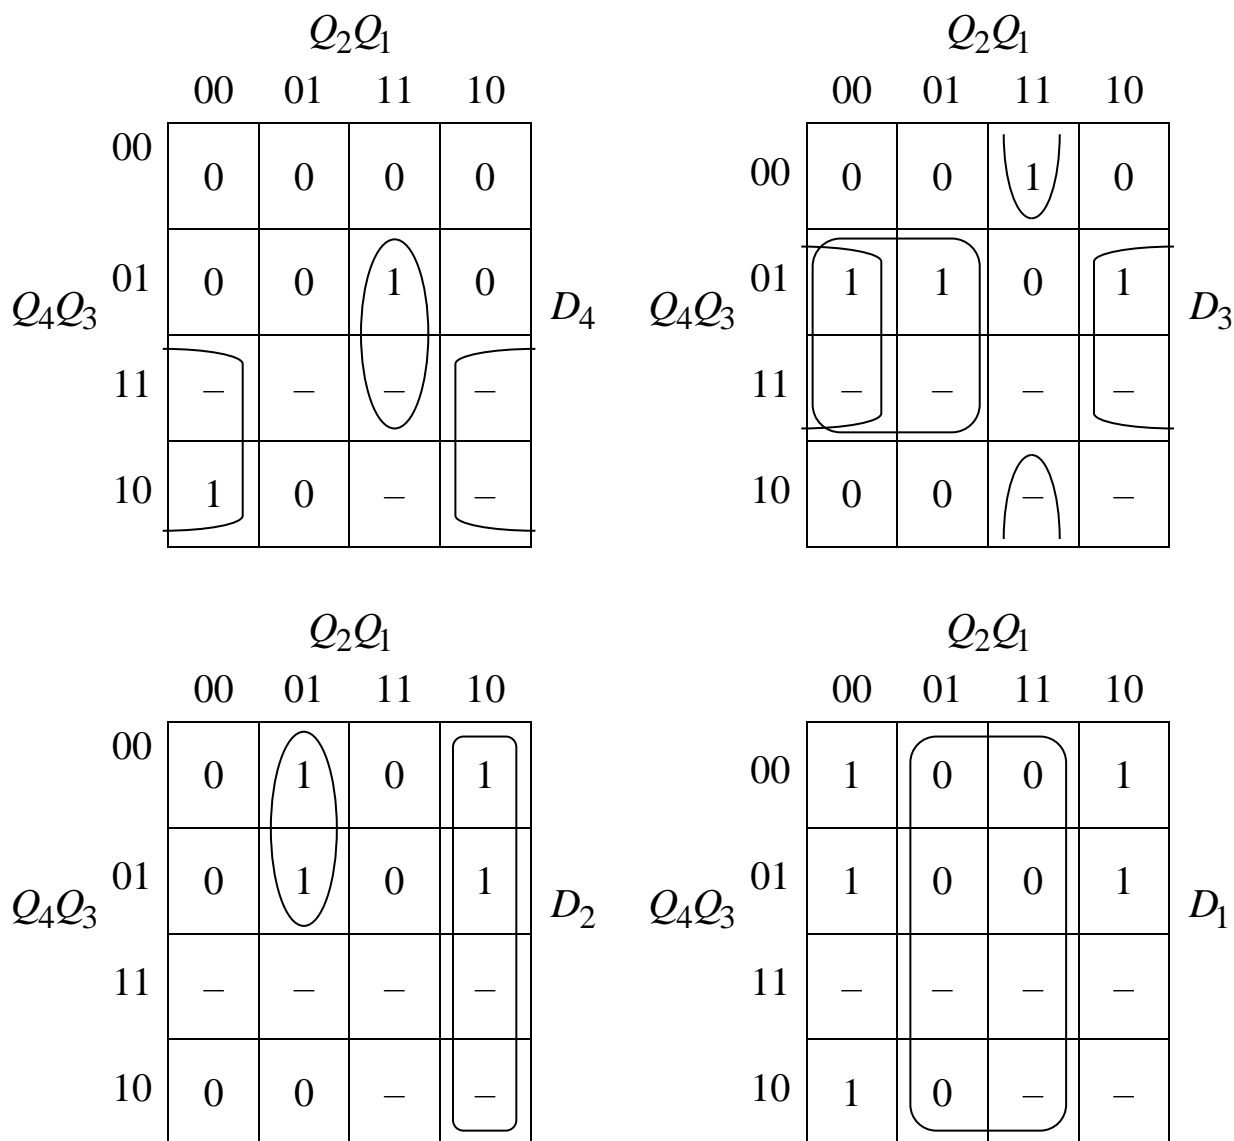 Q2Q1 Q2Q1
00 01 11 10 00 01 11 10
00 0 0 0 0 00 0 0 1 0
01 0 0 1 0 01 1 1 0 1
Q4Q3 D4 Q4Q3 D3
11 – – – – 11 – – – –
10 1 0 – – 10 0 0 – –
Q2Q1 Q2Q1
00 01 11 10 00 01 11 10
00 0 1 0 1 00 1 0 0 1
01 0 1 0 1 01 1 0 0 1
Q4Q3 D2 Q4Q3 D1
11 – – – – 11 – – – –
10 0 0 – – 10 1 0 – –